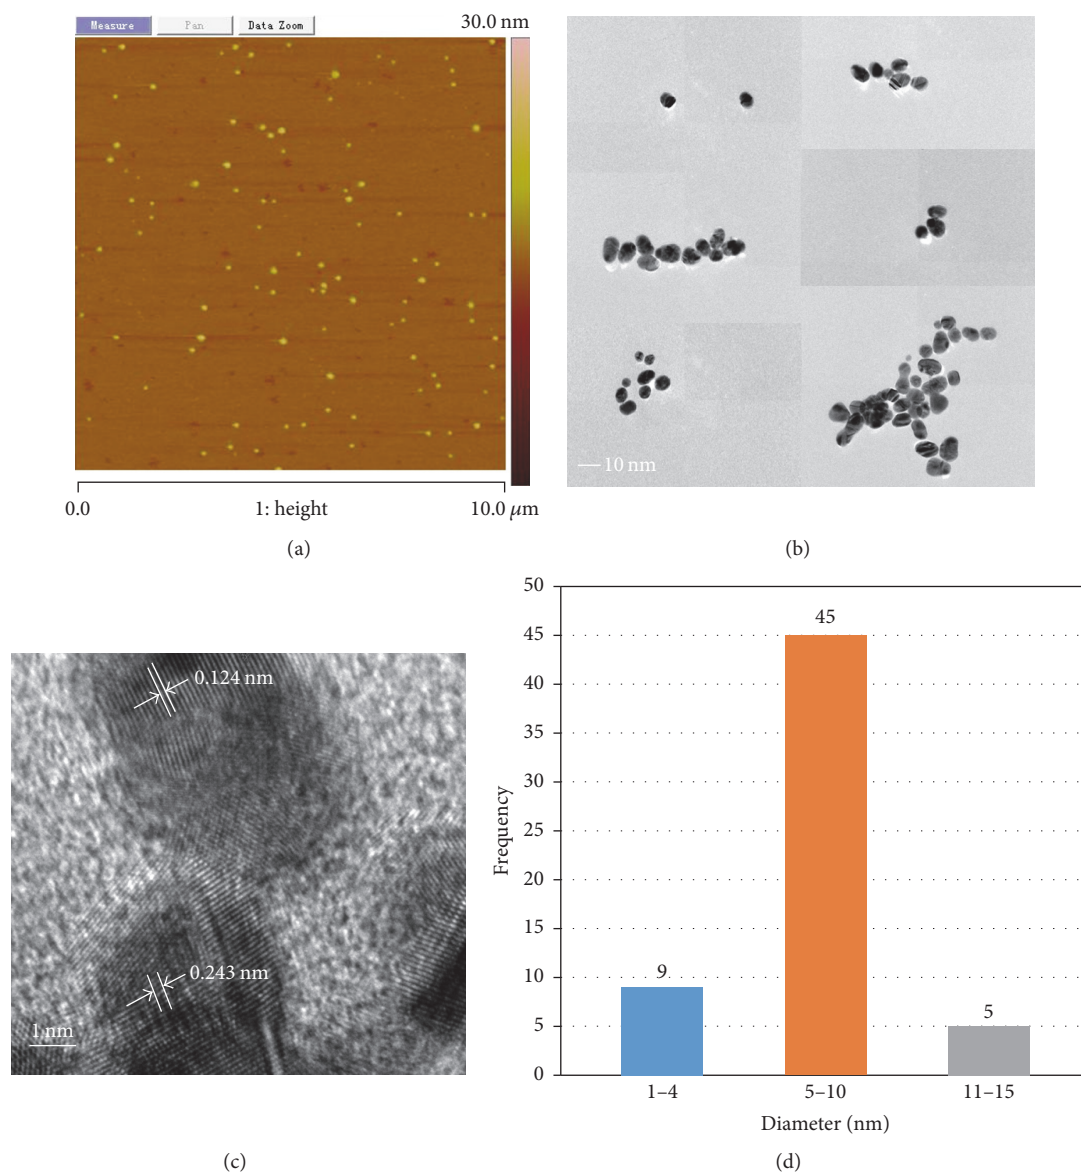 Measure Pan Data Zoom 30.0 nm
0.0 1: height 10.0 μm
(a)
10 nm
(b)
0.124 nm
0.243 nm
1 nm
(c)
50
45
40
35
30
25
20
15
10
5
0
Frequency
9
45
5
1–4 5–10 11–15
Diameter (nm)
(d)